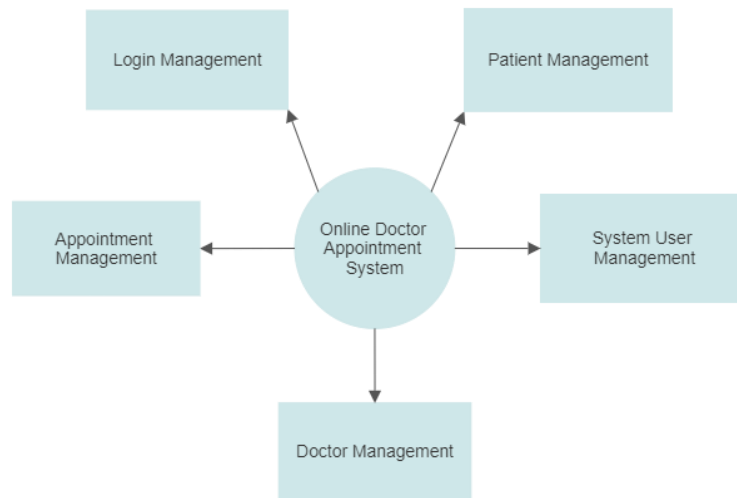 Login Management
Patient Management
Appointment
Management
Online Doctor
Appointment
System
System User
Management
Doctor Management